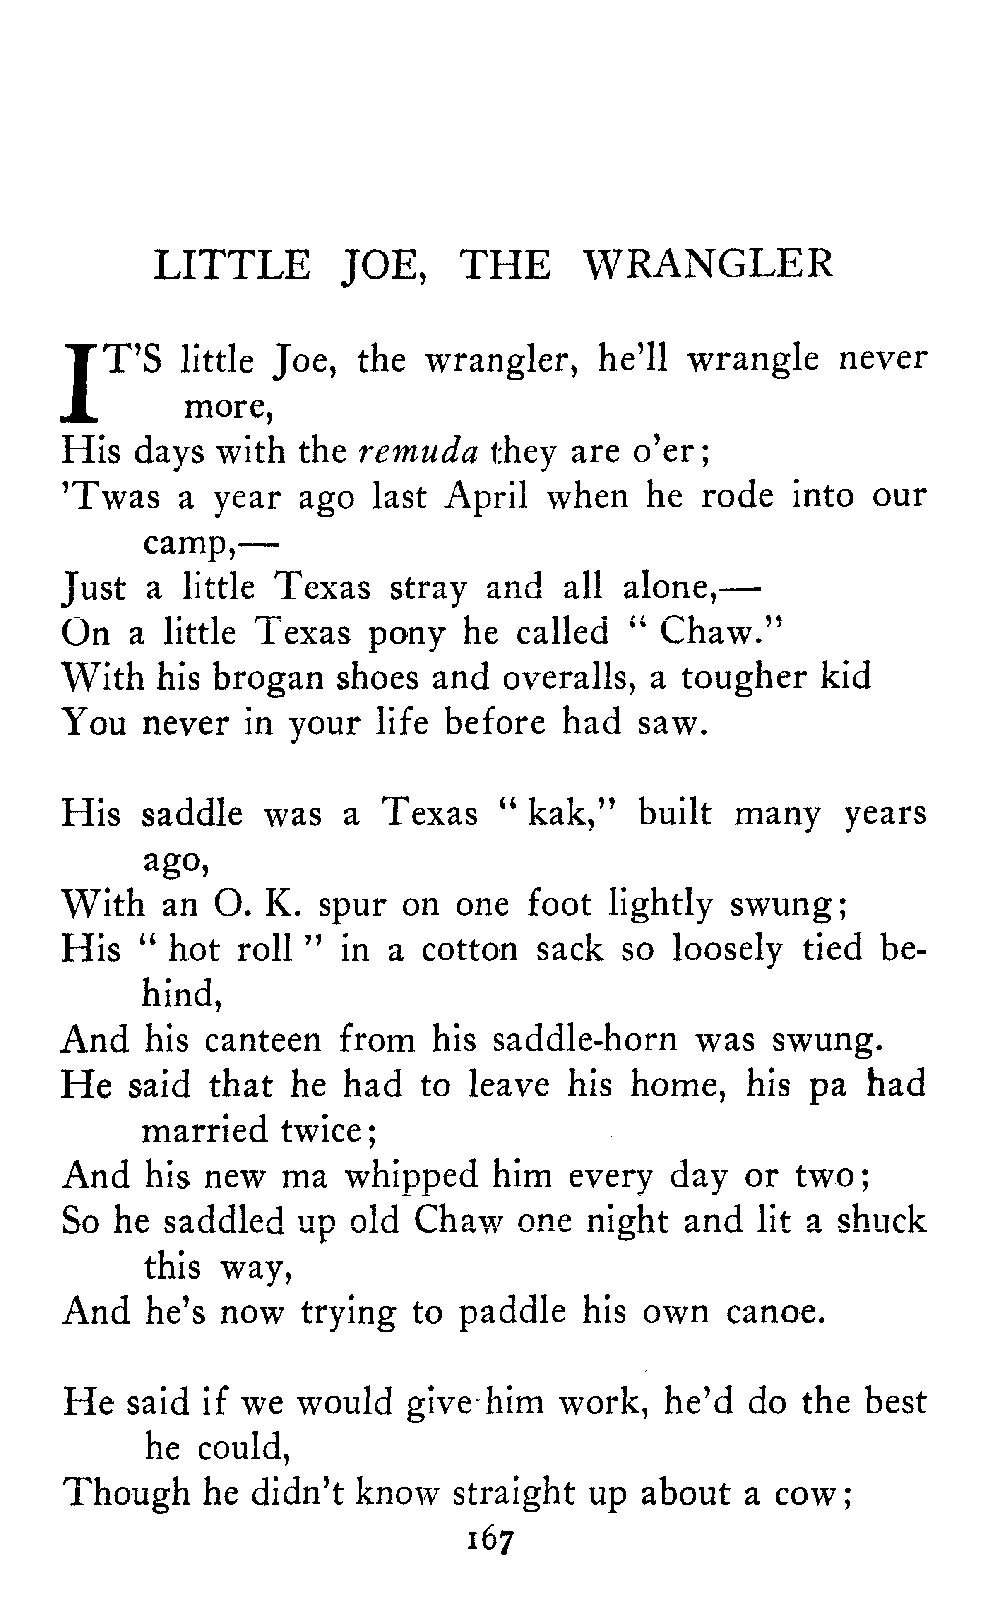 LITTLE JOE, THE WRANGLER
IT'S little Joe, the wrangler, he'll wrangle never
more,
His days with the remuda they are o'er;
'Twas a year ago last April when he rode into our
camp,—
Just a little Texas stray and all alone,—
On a little Texas pony he called " Chaw."
With his brogan shoes and overalls, a tougher kid
You never in your life before had saw.
His saddle was a Texas " kak," built many years
ago,
With an O. K. spur on one foot lightly swung;
His " hot roll " in a cotton sack so loosely tied be-
hind,
And his canteen from his saddle-horn was swung.
He said that he had to leave his home, his pa had
married twice;
And his new ma whipped him every day or two;
So he saddled up old Chaw one night and lit a shuck
this way,
And he's now trying to paddle his own canoe.
He said if we would give him work, he'd do the best
he could,
Though he didn't know straight up about a cow;
167